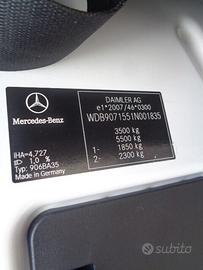 DAIMLER AG
e1*2007/46*0300
WDB9071551N001835
3500 kg
5500 kg
1- 1850 kg
2- 2300 kg
Mercedes-Benz
IHA=4,727
ID 1,0 %
Typ: 906BA35
Made in Germany
subito